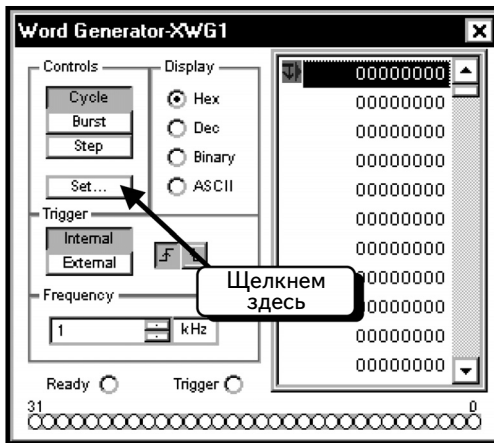 Word Generator-XWG1
Controls
Display
Cycle
Burst
Step
Set...
Hex
Dec
Binary
ASCII
Trigger
Internal
External
Frequency
1
kHz
Щелкнем
здесь
Ready
Trigger
31
0
00000000
00000000
00000000
00000000
00000000
00000000
00000000
00000000
00000000
00000000
00000000